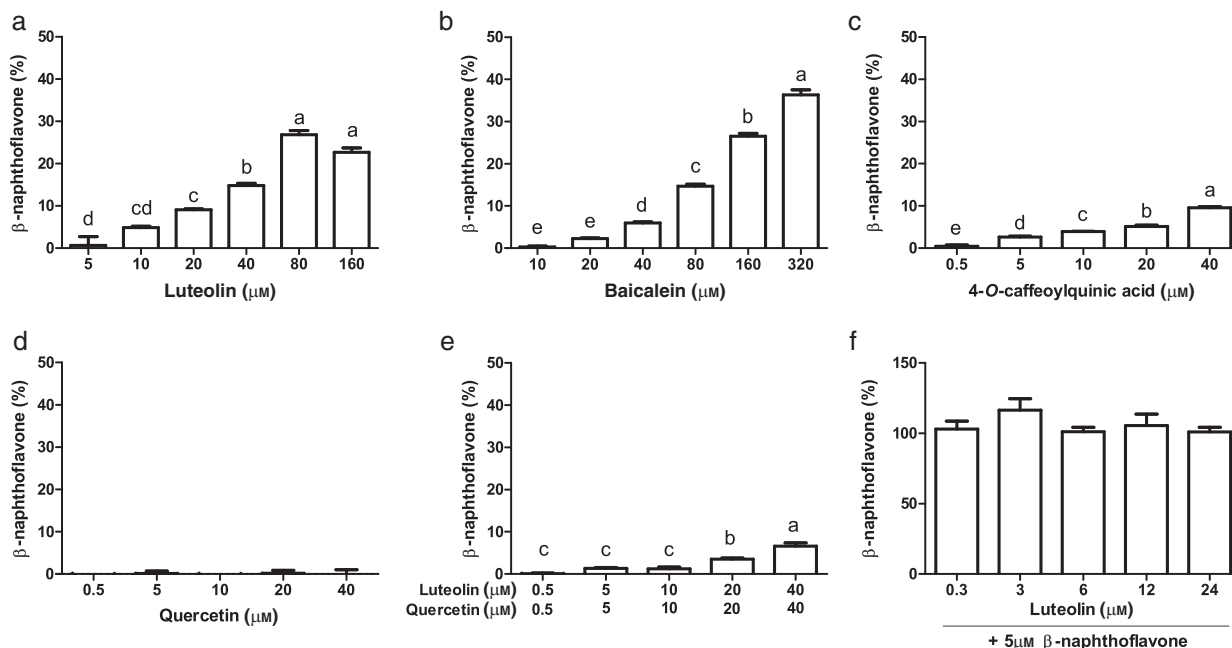 a
β-naphthoflavone (%)
50
40
30
20
10
0
d
cd
c
b
a
a
5 10 20 40 80 160
Luteolin (μM)
b
β-naphthoflavone (%)
50
40
30
20
10
0
e
e
d
c
b
a
10 20 40 80 160 320
Baicalein (μM)
c
β-naphthoflavone (%)
50
40
30
20
10
0
e
d
c
b
a
0.5 5 10 20 40
4-O-caffeoylquinic acid (μM)
d
β-naphthoflavone (%)
50
40
30
20
10
0
0.5 5 10 20 40
Quercetin (μM)
e
β-naphthoflavone (%)
50
40
30
20
10
0
c
c
c
b
a
Luteolin (μM) 0.5 5 10 20 40
Quercetin (μM) 0.5 5 10 20 40
f
β-naphthoflavone (%)
150
100
50
0
0.3 3 6 12 24
Luteolin (μM)
+ 5μM β-naphthoflavone